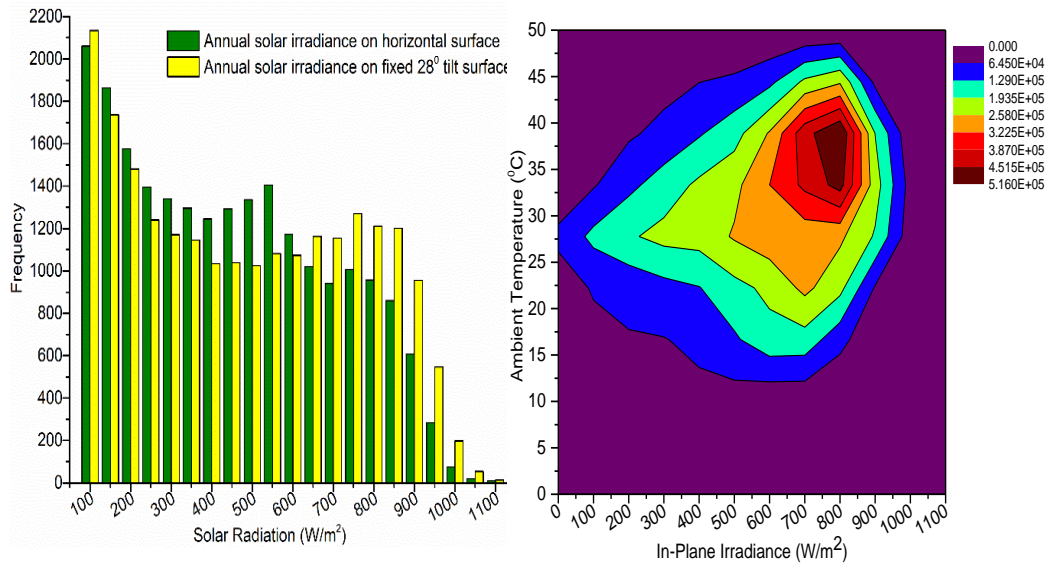 2200
2000
1800
1600
1400
1200
1000
800
600
400
200
0
Frequency
Annual solar irradiance on horizontal surface
Annual solar irradiance on fixed 28⁰ tilt surface
100 200 300 400 500 600 700 800 900 1000 1100
Solar Radiation (W/m²)
50
45
40
35
30
25
20
15
10
5
0
Ambient Temperature (⁰C)
0 100 200 300 400 500 600 700 800 900 1000 1100
In-Plane Irradiance (W/m²)
0.000
6.450E+04
1.290E+05
1.935E+05
2.580E+05
3.225E+05
3.870E+05
4.515E+05
5.160E+05